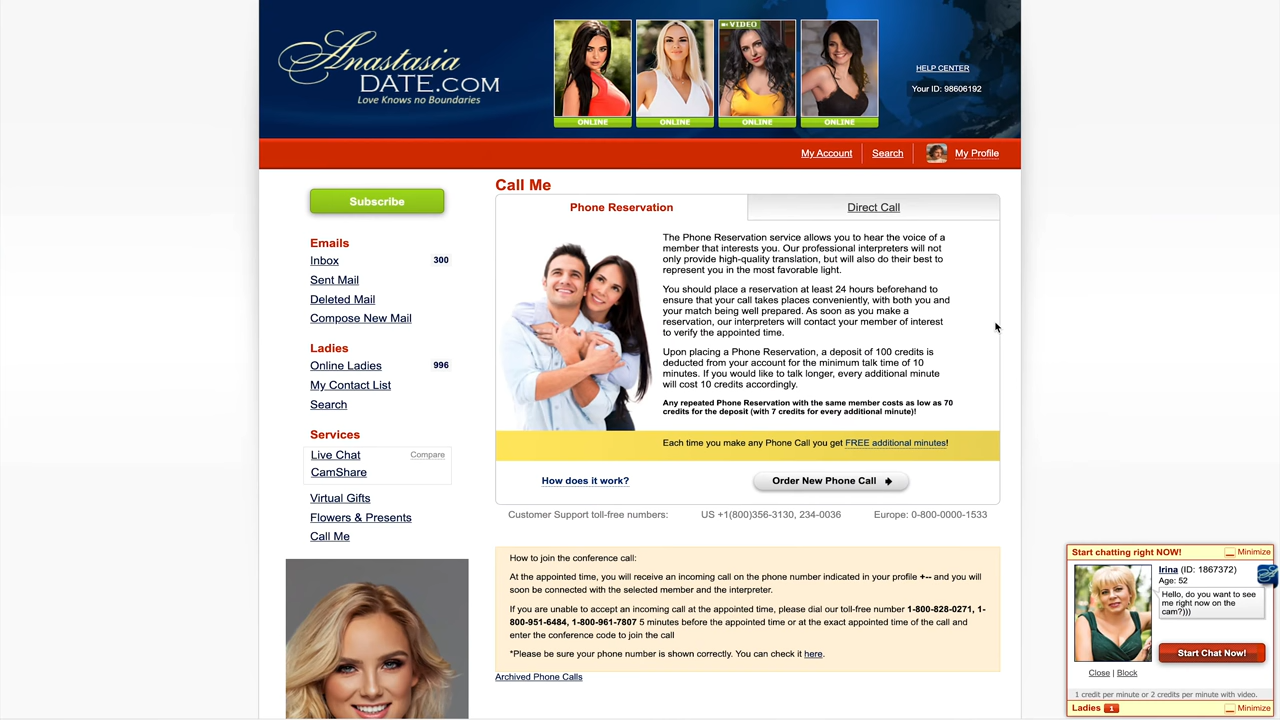 Anastasia
DATE.COM
Love Knows no Boundaries
ONLINE
ONLINE
VIDEO
ONLINE
ONLINE
HELP CENTER
Your ID: 98606192
My Account
Search
My Profile
Subscribe
Emails
Inbox 300
Sent Mail
Deleted Mail
Compose New Mail
Ladies
Online Ladies 996
My Contact List
Search
Services
Live Chat Compare
CamShare
Virtual Gifts
Flowers & Presents
Call Me
Call Me
Phone Reservation
Direct Call
The Phone Reservation service allows you to hear the voice of a
member that interests you. Our professional interpreters will not
only provide high-quality translation, but will also do their best to
represent you in the most favorable light.
You should place a reservation at least 24 hours beforehand to
ensure that your call takes places conveniently, with both you and
your match being well prepared. As soon as you make a
reservation, our interpreters will contact your member of interest
to verify the appointed time.
Upon placing a Phone Reservation, a deposit of 100 credits is
deducted from your account for the minimum talk time of 10
minutes. If you would like to talk longer, every additional minute
will cost 10 credits accordingly.
Any repeated Phone Reservation with the same member costs as low as 70
credits for the deposit (with 7 credits for every additional minute)!
Each time you make any Phone Call you get FREE additional minutes!
How does it work?
Order New Phone Call
Customer Support toll-free numbers: US +1(800)356-3130, 234-0036 Europe: 0-800-0000-1533
How to join the conference call:
At the appointed time, you will receive an incoming call on the phone number indicated in your profile +-- and you will
soon be connected with the selected member and the interpreter.
If you are unable to accept an incoming call at the appointed time, please dial our toll-free number 1-800-828-0271, 1-
800-951-6484, 1-800-961-7807 5 minutes before the appointed time or at the exact appointed time of the call and
enter the conference code to join the call
*Please be sure your phone number is shown correctly. You can check it here.
Archived Phone Calls
Start chatting right NOW! Minimize
Irina (ID: 1867372)
Age: 52
Hello, do you want to see
me right now on the
cam?)))
Start Chat Now!
Close | Block
1 credit per minute or 2 credits per minute with video.
Ladies 1 Minimize